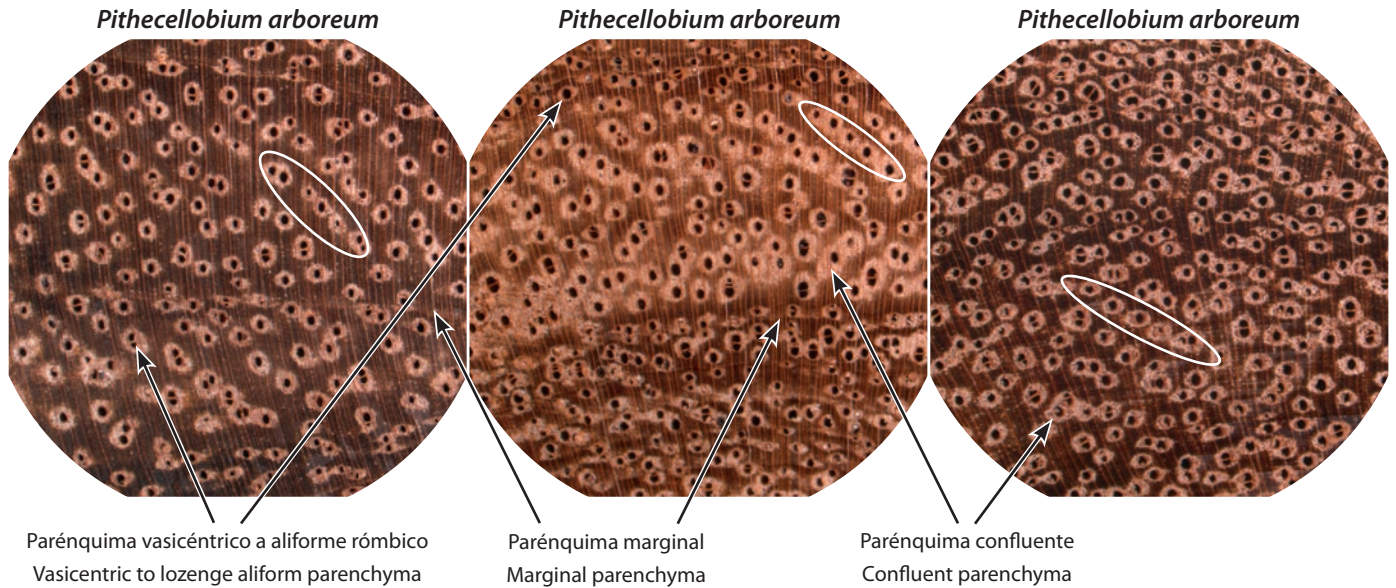 Pithecellobium arboreum
Pithecellobium arboreum
Pithecellobium arboreum
Parénquima vasicéntrico a aliforme rómbico
Vasicentric to lozenge aliform parenchyma
Parénquima marginal
Marginal parenchyma
Parénquima confluente
Confluent parenchyma